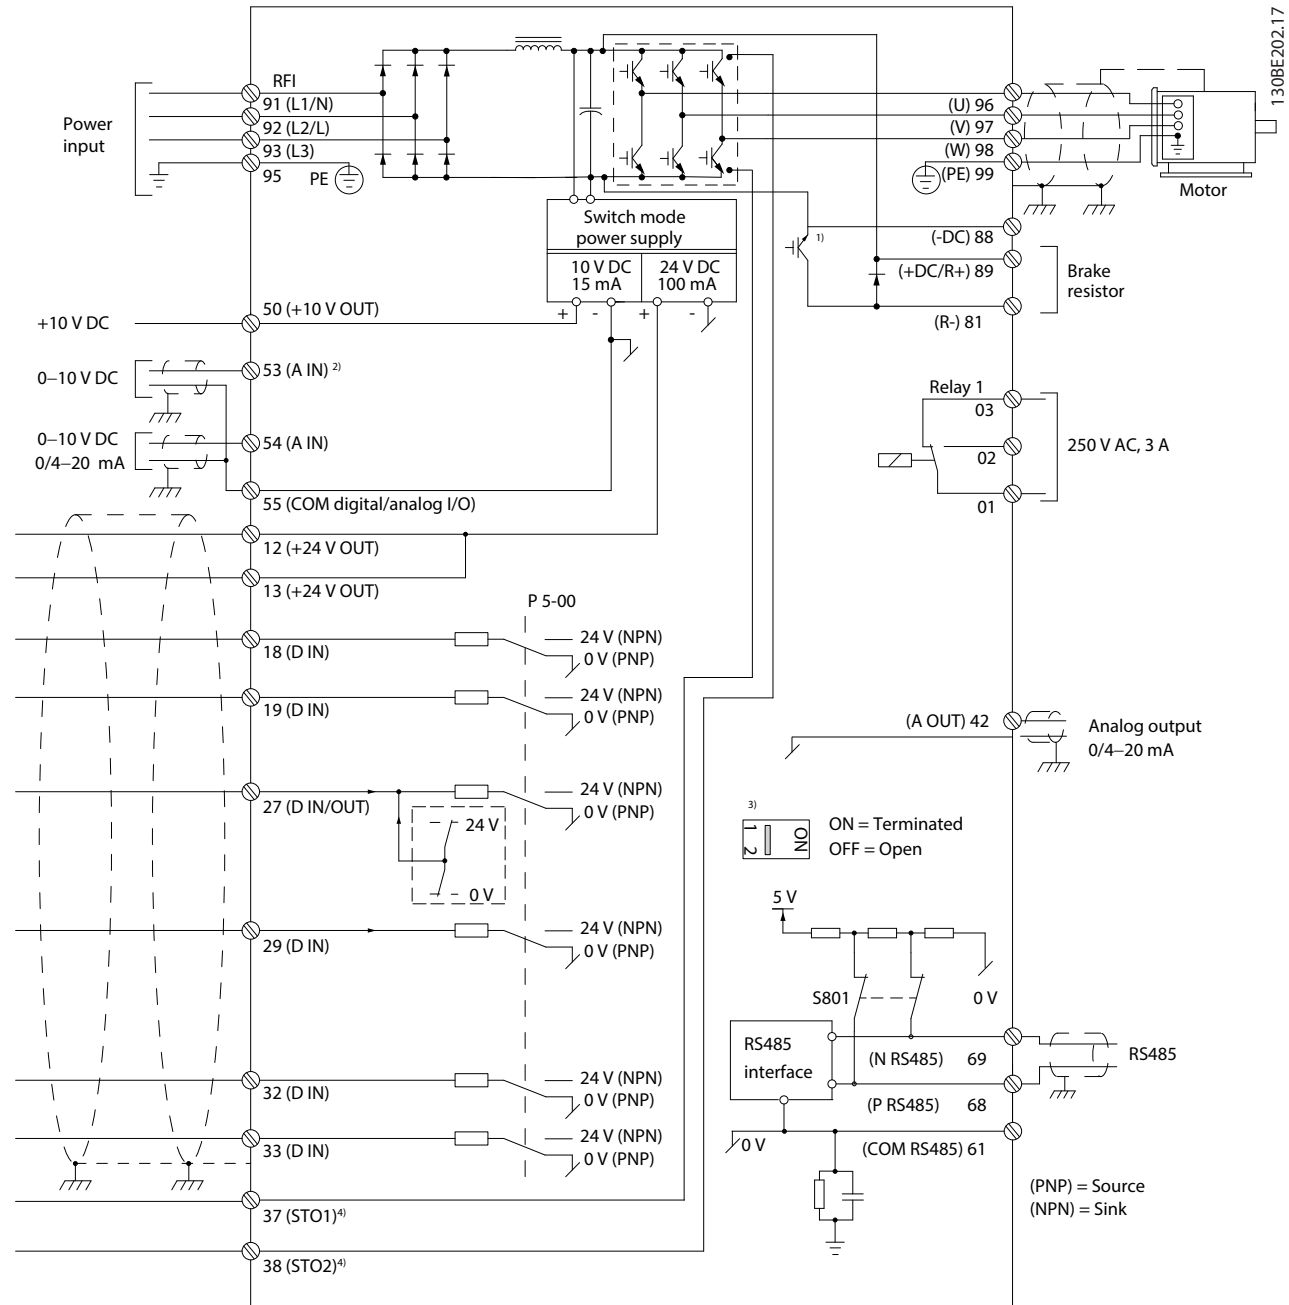 130BE202.17
RFI
91 (L1/N)
92 (L2/L)
93 (L3)
95
PE
Power
input
(U) 96
(V) 97
(W) 98
(PE) 99
Motor
Switch mode
power supply
10 V DC
15 mA
24 V DC
100 mA
+ - + -
1)
(-DC) 88
(+DC/R+) 89
(R-) 81
Brake
resistor
+10 V DC
50 (+10 V OUT)
0–10 V DC
53 (A IN) 2)
0–10 V DC
0/4–20 mA
54 (A IN)
55 (COM digital/analog I/O)
12 (+24 V OUT)
13 (+24 V OUT)
Relay 1
03
02
01
250 V AC, 3 A
P 5-00
18 (D IN)
24 V (NPN)
0 V (PNP)
19 (D IN)
24 V (NPN)
0 V (PNP)
27 (D IN/OUT)
24 V (NPN)
0 V (PNP)
24 V
0 V
29 (D IN)
24 V (NPN)
0 V (PNP)
32 (D IN)
24 V (NPN)
0 V (PNP)
33 (D IN)
24 V (NPN)
0 V (PNP)
37 (STO1)4)
38 (STO2)4)
(A OUT) 42
Analog output
0/4–20 mA
3)
1 2
ON
ON = Terminated
OFF = Open
5 V
S801
0 V
RS485
interface
(N RS485) 69
(P RS485) 68
RS485
0 V
(COM RS485) 61
(PNP) = Source
(NPN) = Sink